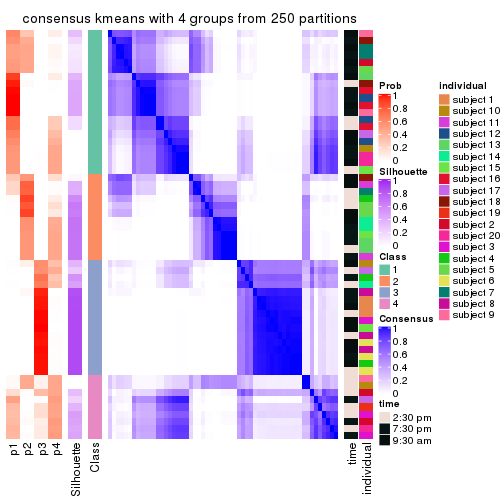 consensus kmeans with 4 groups from 250 partitions
Prob
1
0.8
0.6
0.4
0.2
0
Silhouette
1
0.8
0.6
0.4
0.2
0
Class
1
2
3
4
Consensus
1
0.8
0.6
0.4
0.2
0
time
2:30 pm
7:30 pm
9:30 am
individual
subject 1
subject 10
subject 11
subject 12
subject 13
subject 14
subject 15
subject 16
subject 17
subject 18
subject 19
subject 2
subject 20
subject 3
subject 4
subject 5
subject 6
subject 7
subject 8
subject 9
p1
p2
p3
p4
Silhouette
Class
time
individual